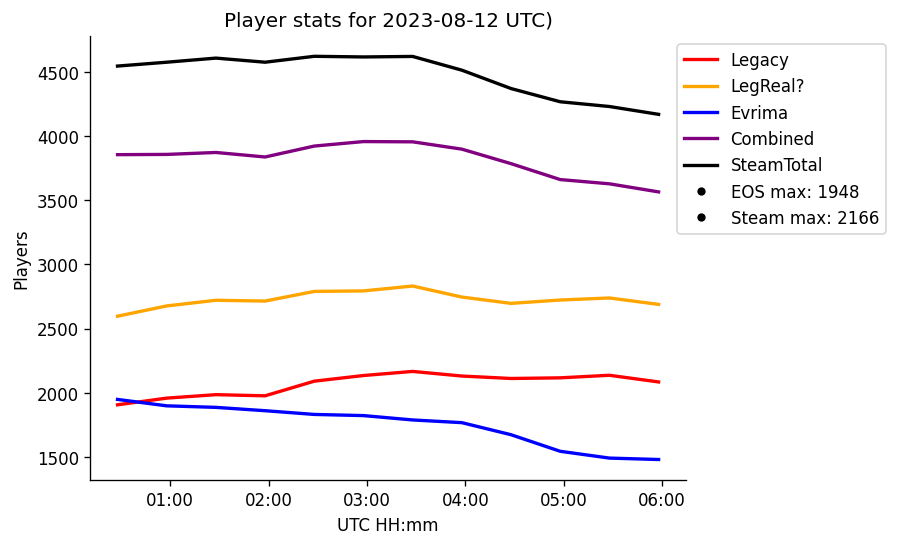 Player stats for 2023-08-12 UTC)
Legacy
LegReal?
Evrima
Combined
SteamTotal
EOS max: 1948
Steam max: 2166
Players
4500
4000
3500
3000
2500
2000
1500
01:00
02:00
03:00
04:00
05:00
06:00
UTC HH:mm